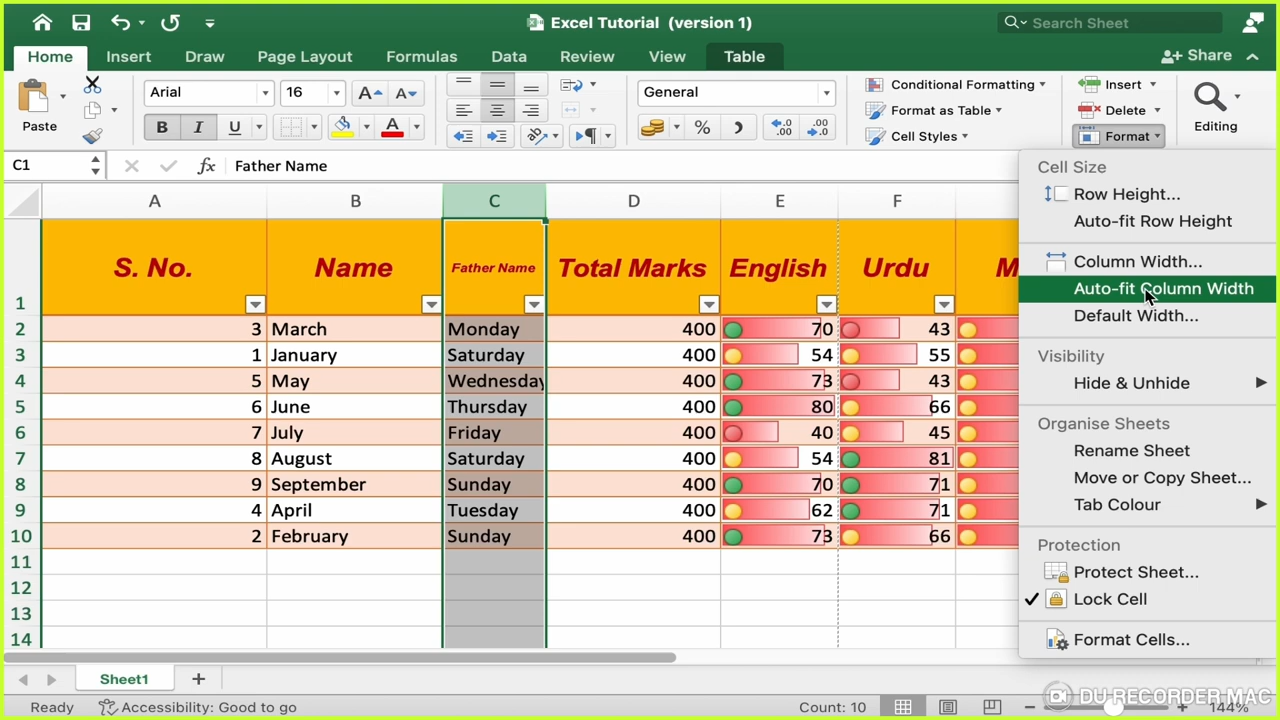 Excel Tutorial (version 1)
Search Sheet
Home Insert Draw Page Layout Formulas Data Review View Table
Share
Paste
Arial 16
General
Conditional Formatting
Format as Table
Cell Styles
Insert
Delete
Format
Editing
C1 fx Father Name
A B C D E F
1 S. No. Name Father Name Total Marks English Urdu M
2 3 March Monday 400 70 43
3 1 January Saturday 400 54 55
4 5 May Wednesday 400 73 43
5 6 June Thursday 400 80 66
6 7 July Friday 400 40 45
7 8 August Saturday 400 54 81
8 9 September Sunday 400 70 71
9 4 April Tuesday 400 62 71
10 2 February Sunday 400 73 66
11
12
13
14
Cell Size
Row Height...
Auto-fit Row Height
Column Width...
Auto-fit Column Width
Default Width...
Visibility
Hide & Unhide
Organise Sheets
Rename Sheet
Move or Copy Sheet...
Tab Colour
Protection
Protect Sheet...
Lock Cell
Format Cells...
Sheet1
Ready Accessibility: Good to go Count: 10 144%
DU RECORDER MAC